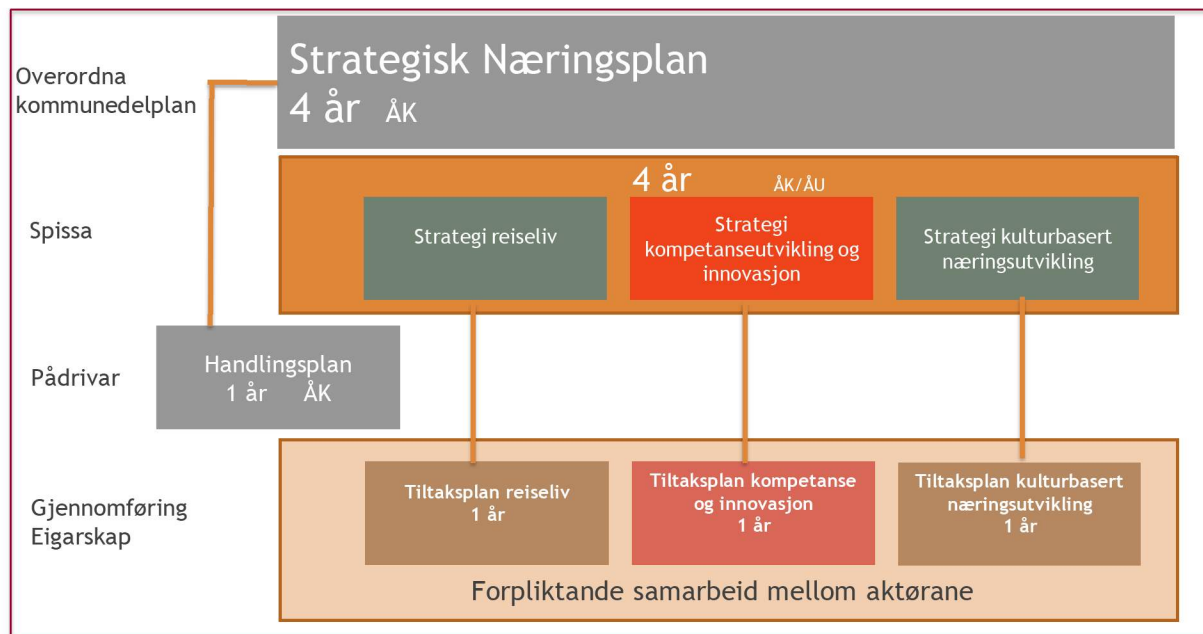 Overordna
kommunedelplan
Strategisk Næringsplan
4 år ÅK
Spissa
4 år ÅK/ÅU
Strategi reiseliv
Strategi
kompetanseutvikling og
innovasjon
Strategi kulturbasert
næringsutvikling
Pådrivar
Handlingsplan
1 år ÅK
Gjennomføring
Eigarskap
Tiltaksplan reiseliv
1 år
Tiltaksplan kompetanse
og innovasjon
1 år
Tiltaksplan kulturbasert
næringsutvikling
1 år
Forpliktande samarbeid mellom aktørane